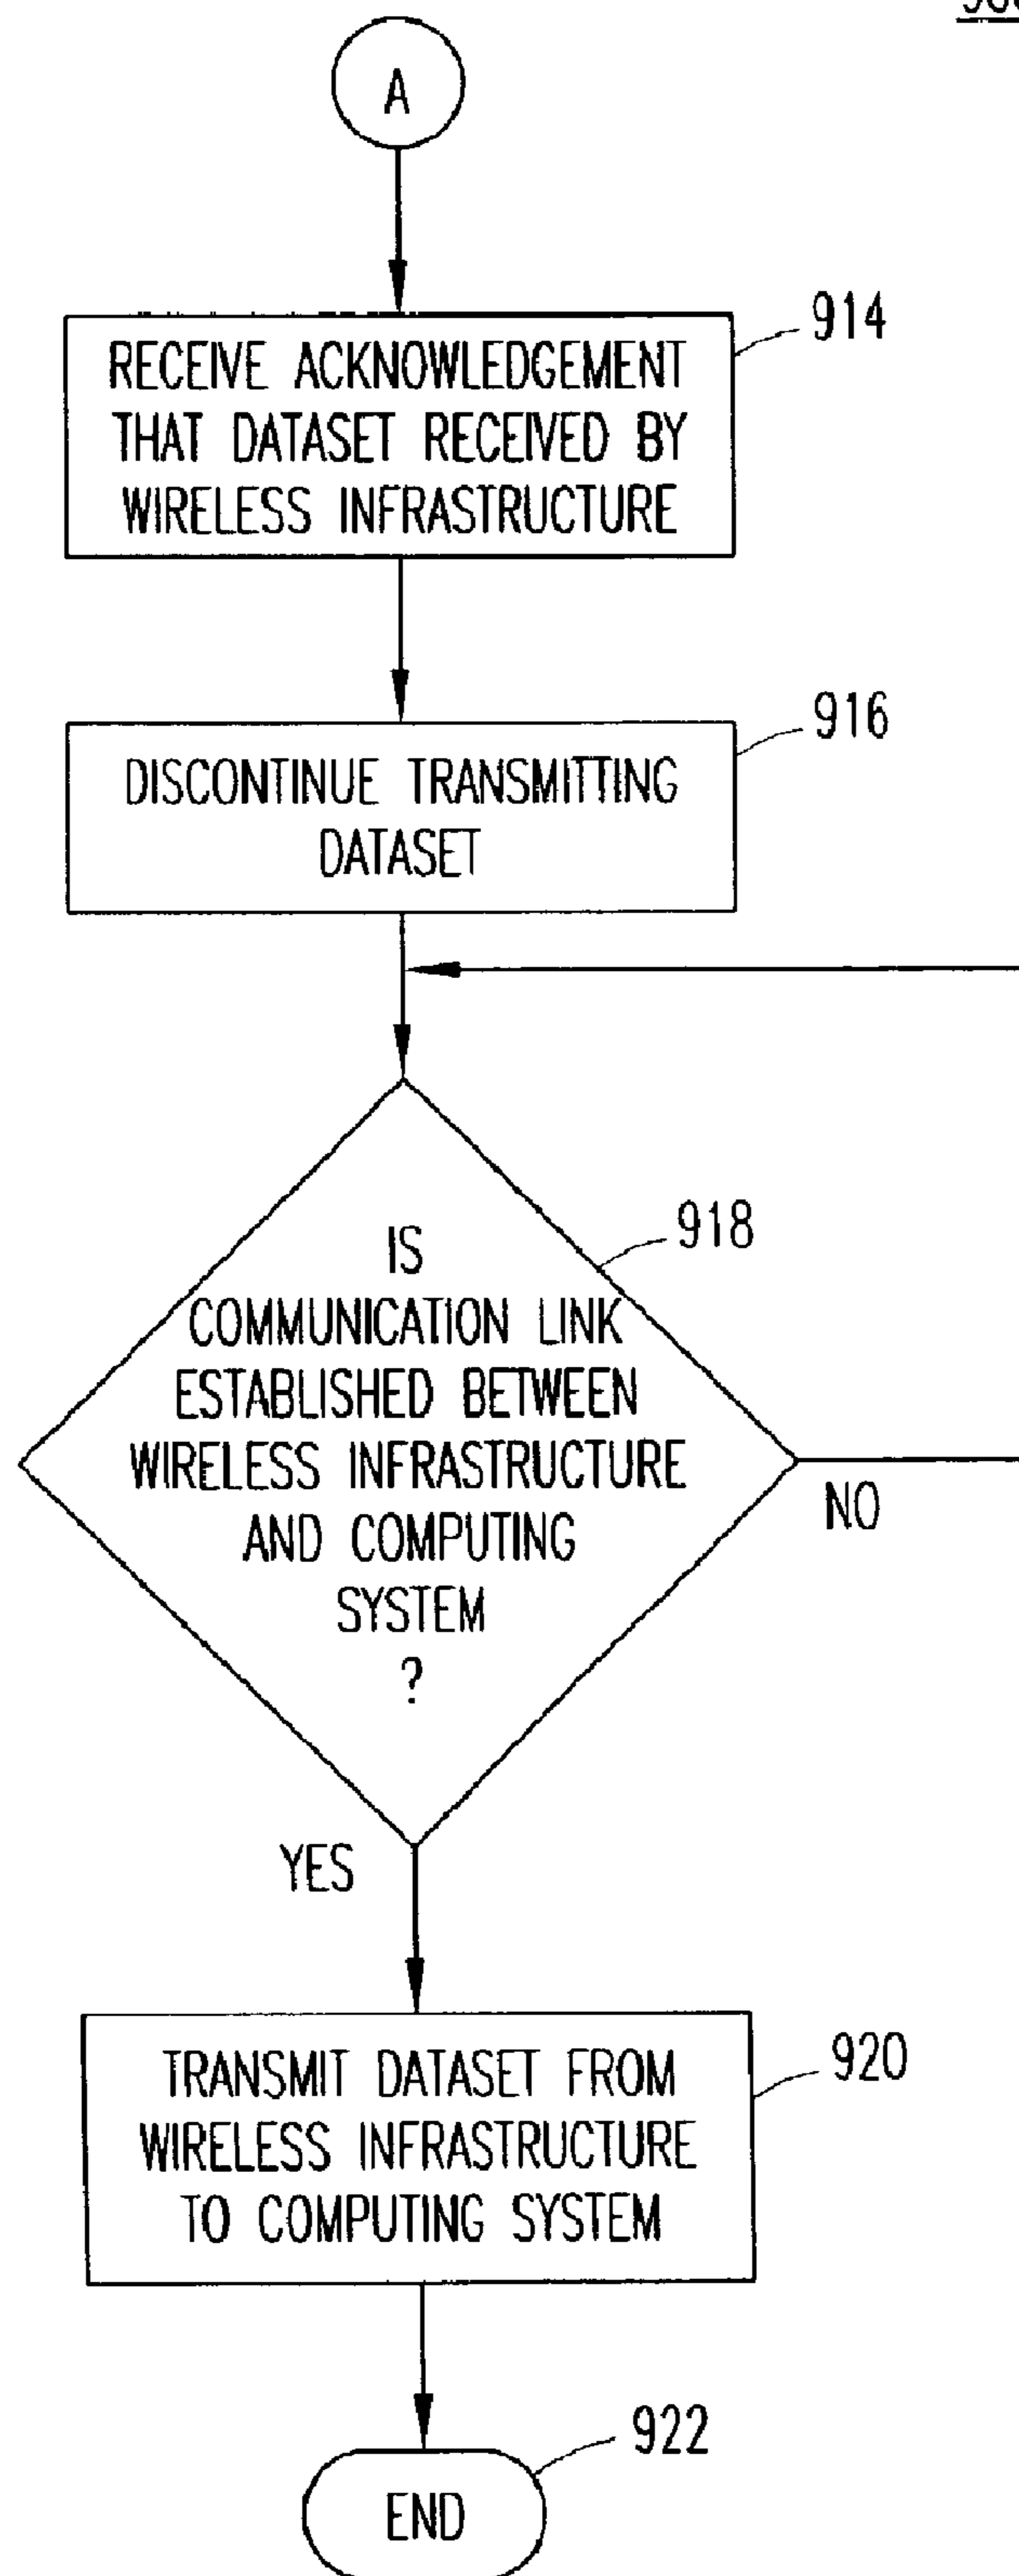 A
914
RECEIVE ACKNOWLEDGEMENT
THAT DATASET RECEIVED BY
WIRELESS INFRASTRUCTURE
916
DISCONTINUE TRANSMITTING
DATASET
918
IS
COMMUNICATION LINK
ESTABLISHED BETWEEN
WIRELESS INFRASTRUCTURE
AND COMPUTING
SYSTEM
?
NO
YES
920
TRANSMIT DATASET FROM
WIRELESS INFRASTRUCTURE
TO COMPUTING SYSTEM
922
END